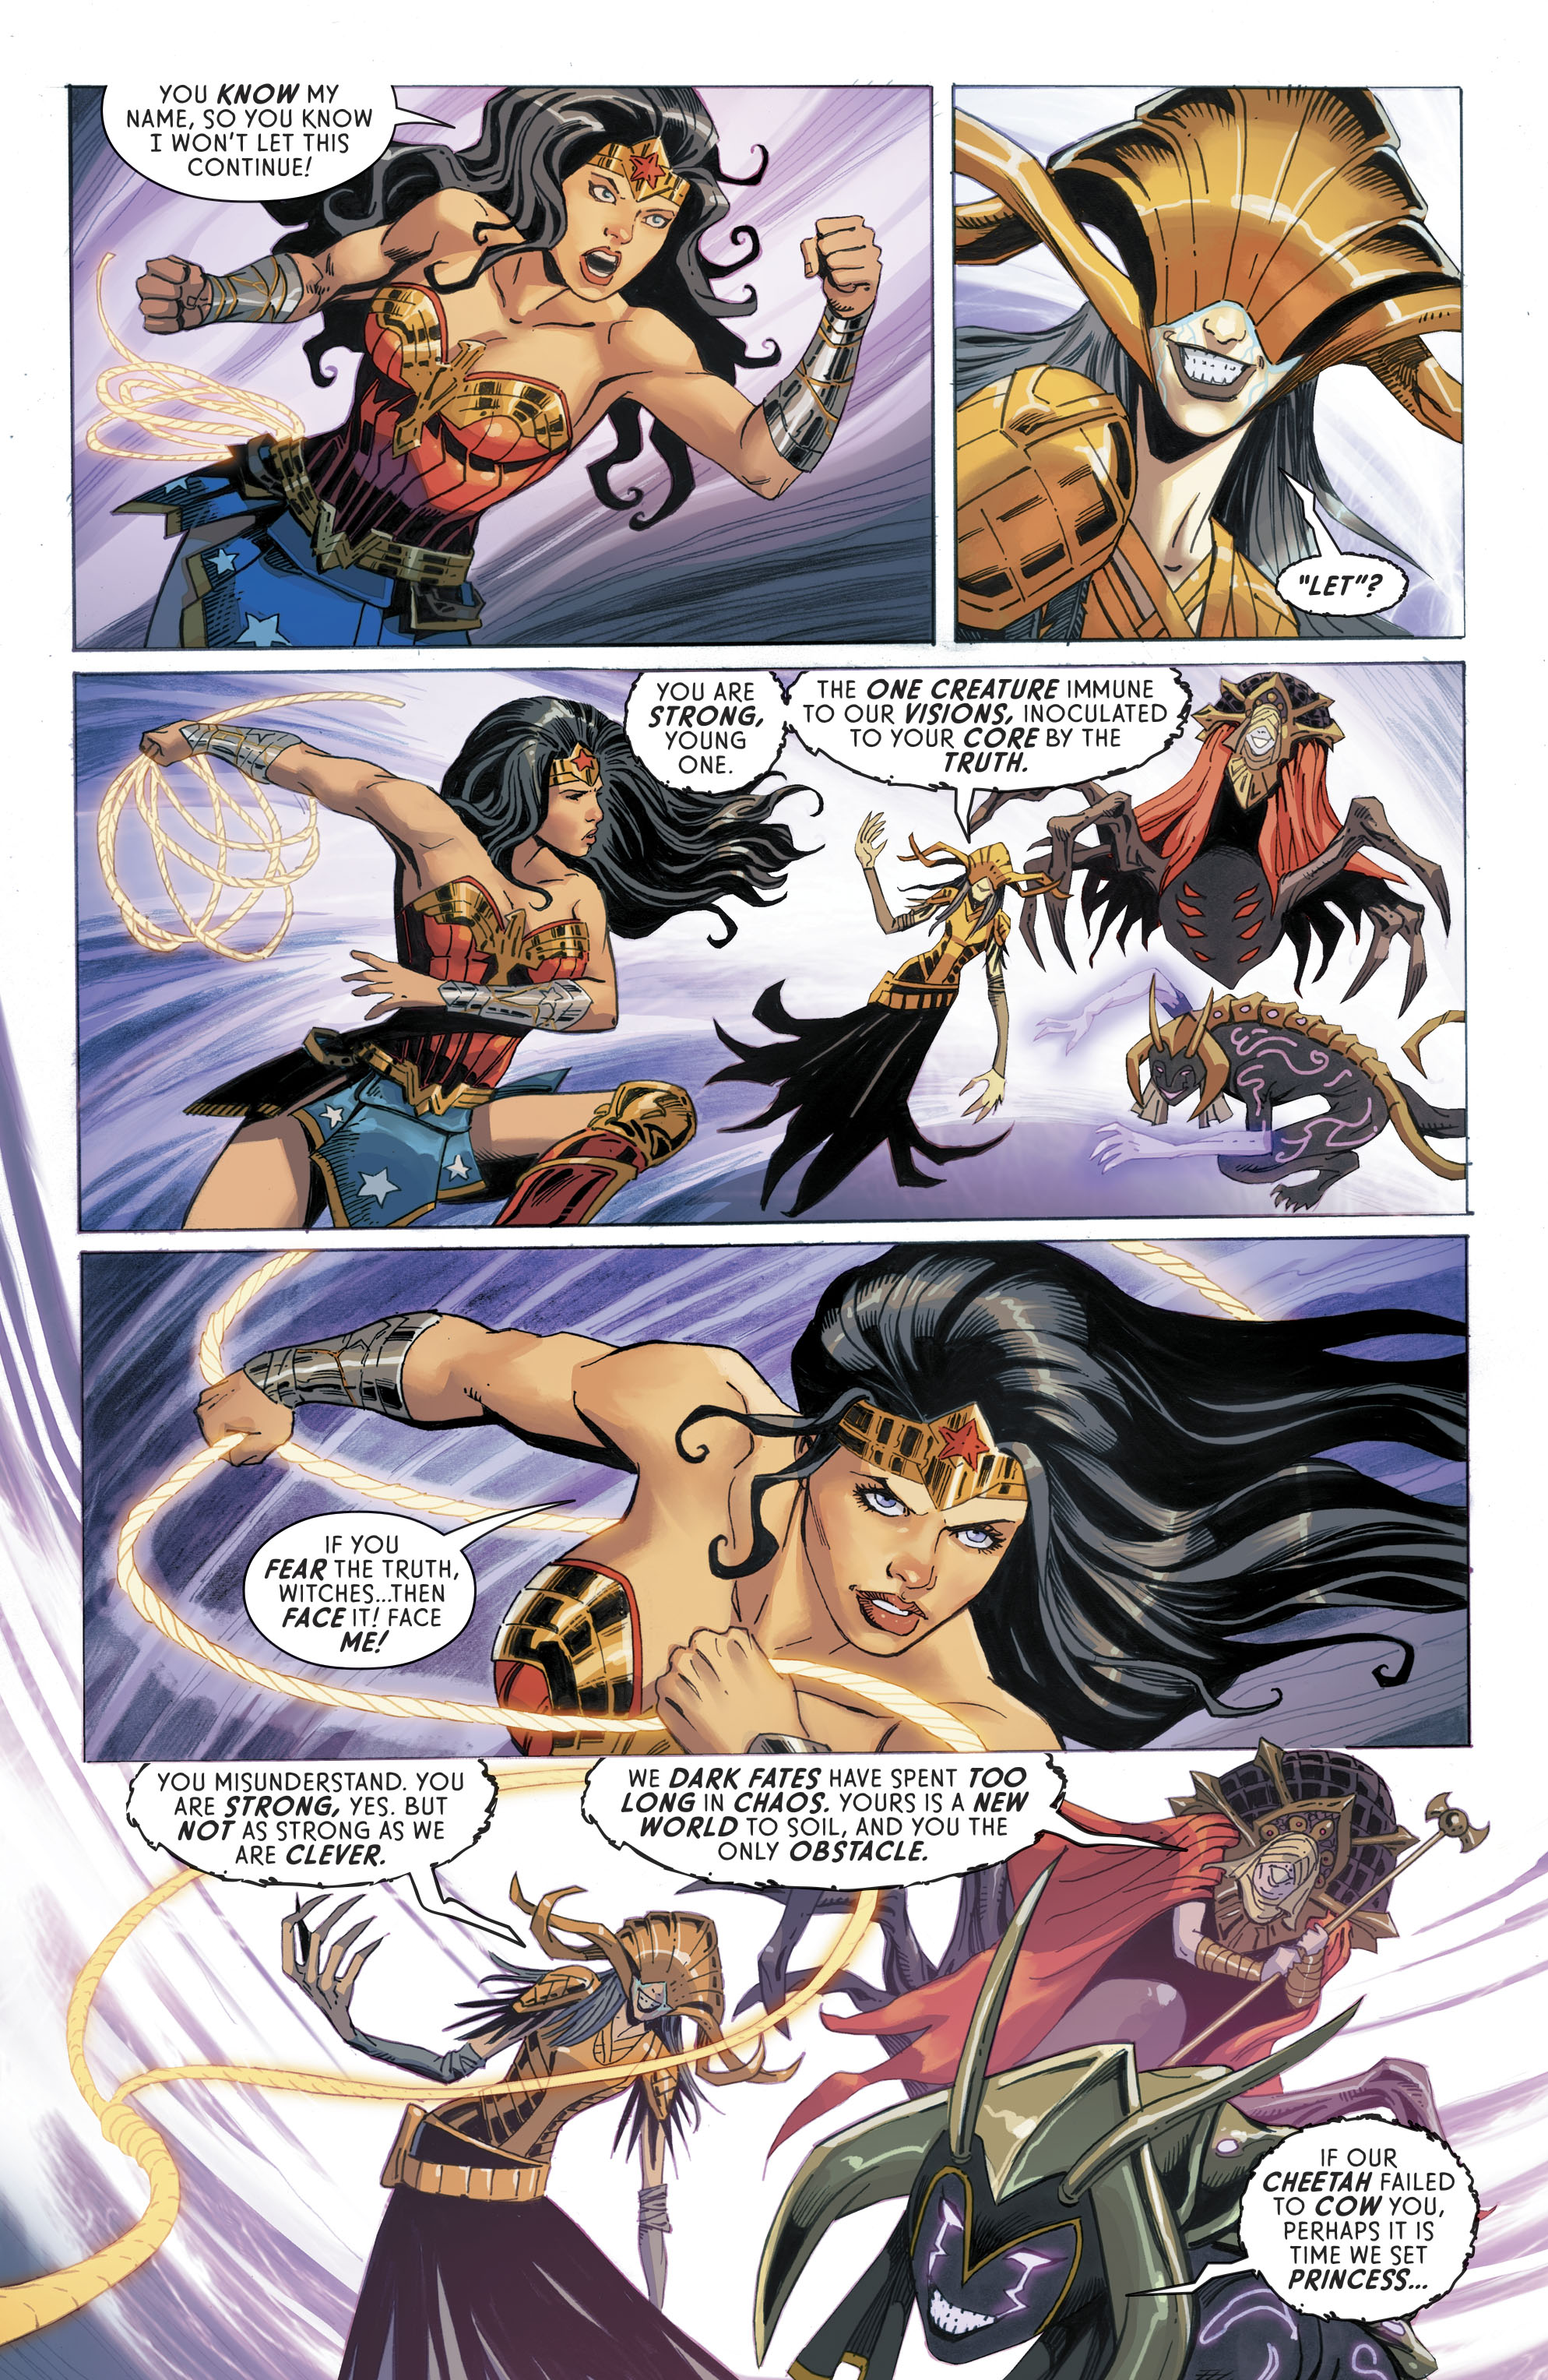 YOU KNOW MY
NAME, SO YOU KNOW
I WON'T LET THIS
CONTINUE!
"LET"?
YOU ARE
STRONG,
YOUNG
ONE.
THE ONE CREATURE IMMUNE
TO OUR VISIONS, INOCULATED
TO YOUR CORE BY THE
TRUTH.
IF YOU
FEAR THE TRUTH,
WITCHES...THEN
FACE IT! FACE
ME!
YOU MISUNDERSTAND. YOU
ARE STRONG, YES. BUT
NOT AS STRONG AS WE
ARE CLEVER.
WE DARK FATES HAVE SPENT TOO
LONG IN CHAOS. YOURS IS A NEW
WORLD TO SOIL, AND YOU THE
ONLY OBSTACLE.
IF OUR
CHEETAH FAILED
TO COW YOU,
PERHAPS IT IS
TIME WE SET
PRINCESS...